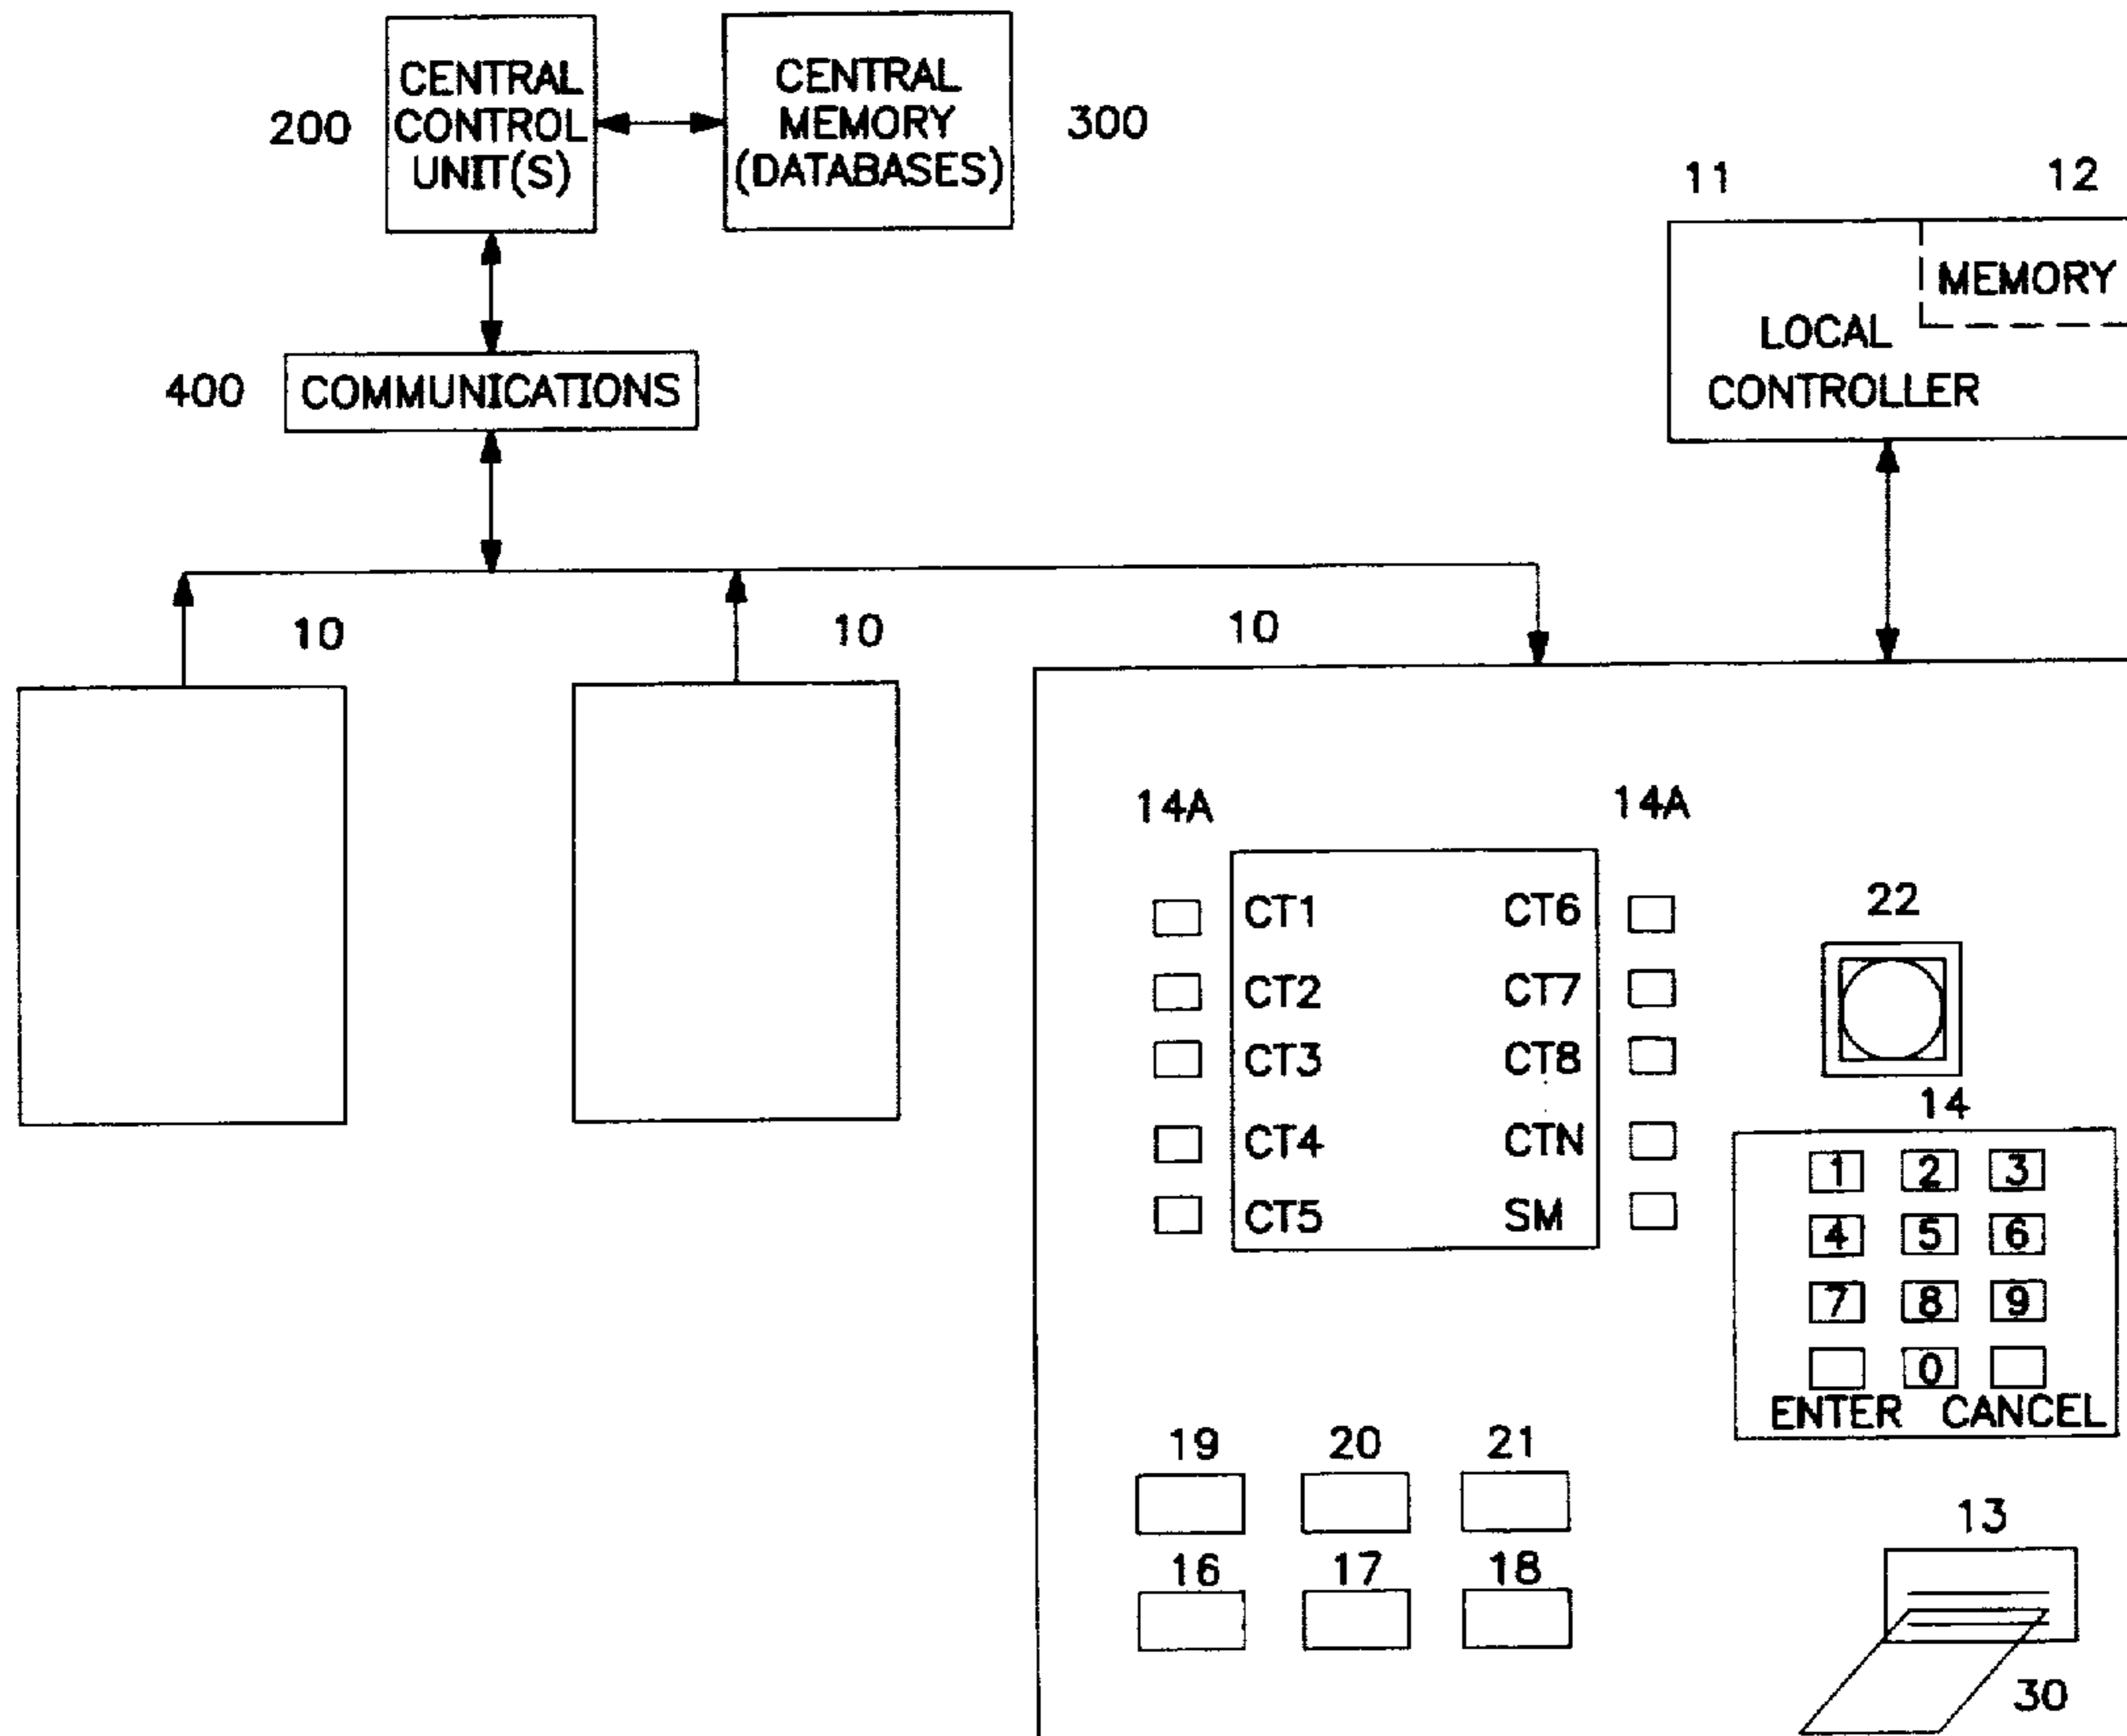 200
CENTRAL
CONTROL
UNIT(S)
CENTRAL
MEMORY
(DATABASES)
300
11
12
MEMORY
LOCAL
CONTROLLER
400
COMMUNICATIONS
10
10
10
14A
14A
CT1
CT6
CT2
CT7
CT3
CT8
CT4
CTN
CT5
SM
22
14
1 2 3
4 5 6
7 8 9
0
ENTER CANCEL
19 20 21
16 17 18
13
30